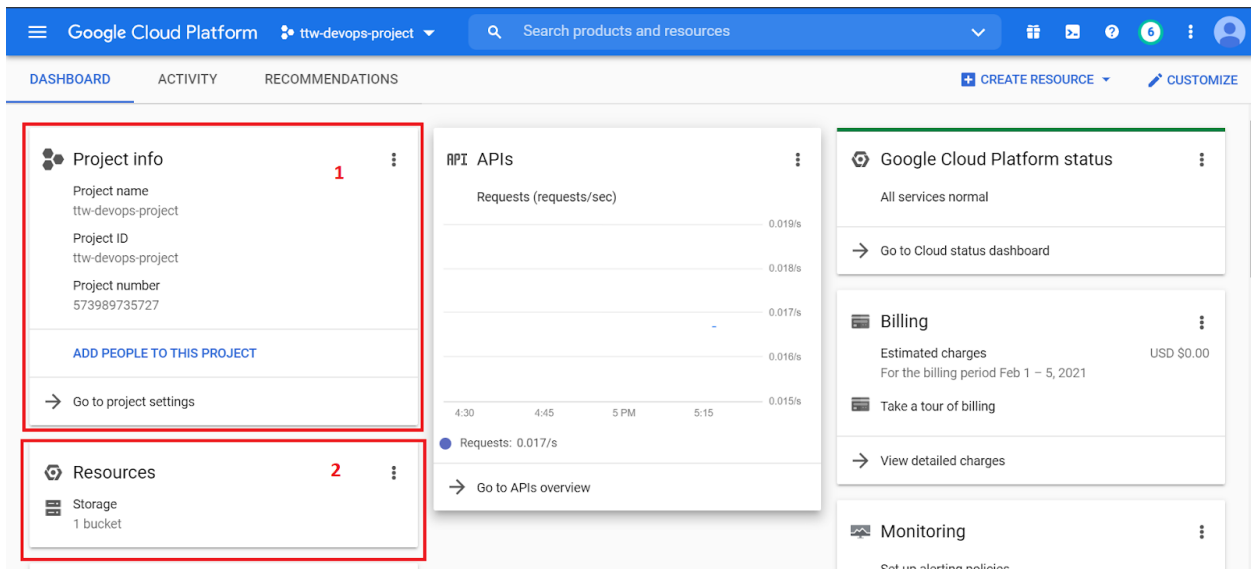 Google Cloud Platform
ttw-devops-project
Search products and resources
6
DASHBOARD
ACTIVITY
RECOMMENDATIONS
CREATE RESOURCE
CUSTOMIZE
Project info
1
Project name
ttw-devops-project
Project ID
ttw-devops-project
Project number
573989735727
ADD PEOPLE TO THIS PROJECT
Go to project settings
Resources
2
Storage
1 bucket
API APIs
Requests (requests/sec)
0.019/s
0.018/s
0.017/s
0.016/s
0.015/s
4:30 4:45 5 PM 5:15
Requests: 0.017/s
Go to APIs overview
Google Cloud Platform status
All services normal
Go to Cloud status dashboard
Billing
Estimated charges USD $0.00
For the billing period Feb 1 – 5, 2021
Take a tour of billing
View detailed charges
Monitoring
Set up alerting policies